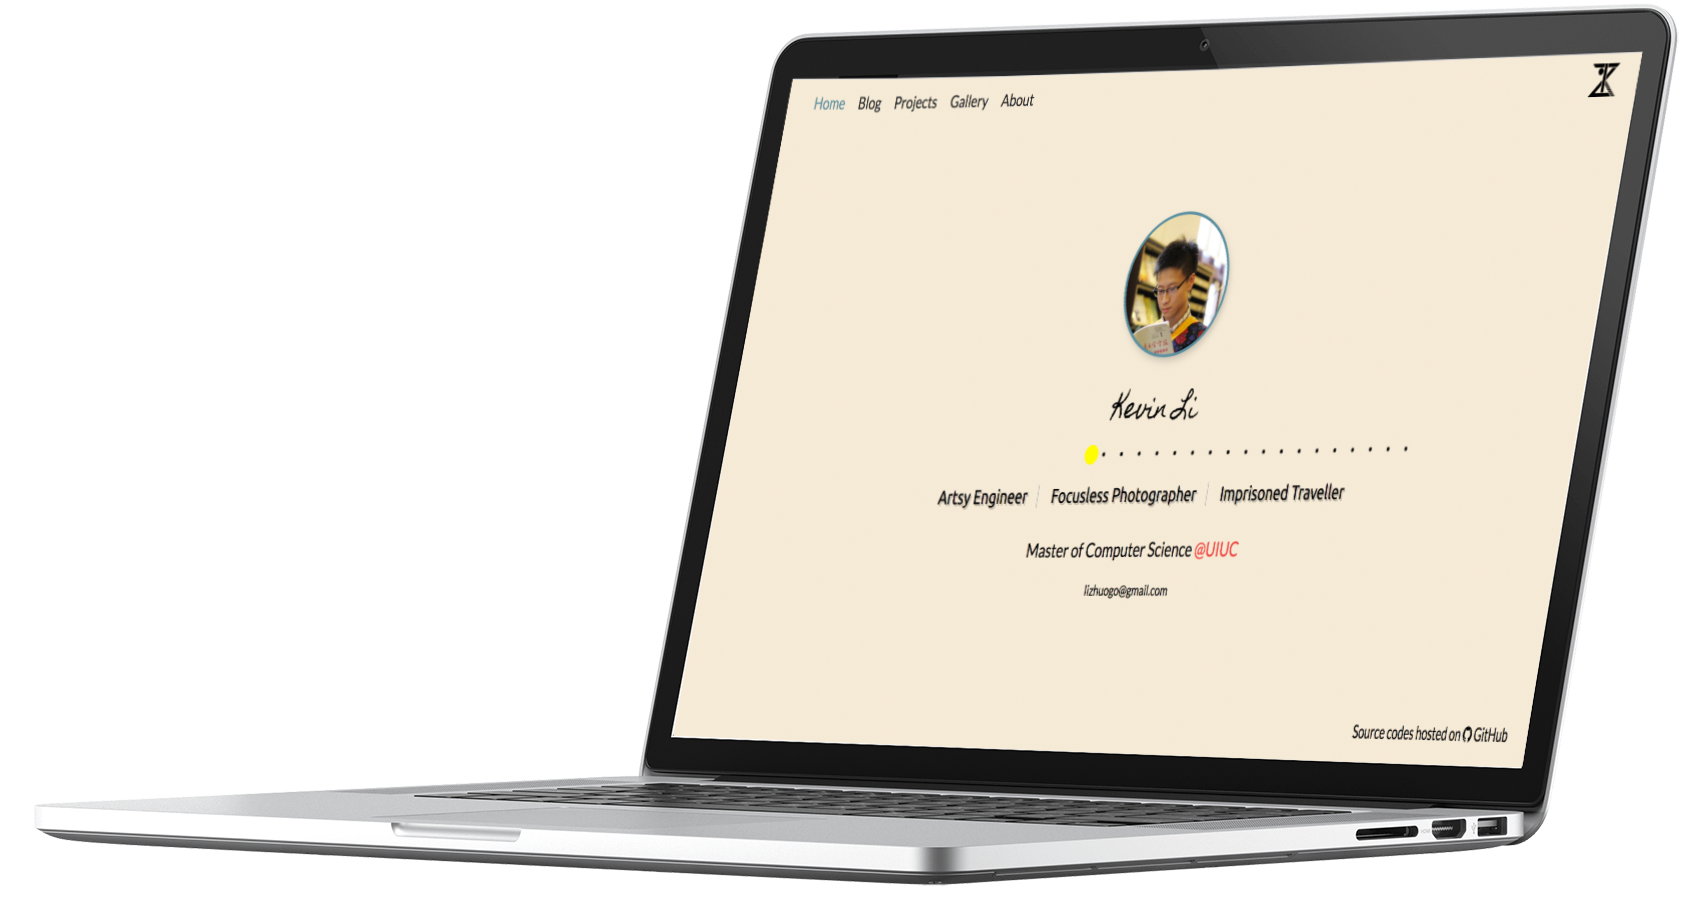 Home Blog Projects Gallery About
Kevin Li
Artsy Engineer
Focusless Photographer
Imprisoned Traveller
Master of Computer Science @UIUC
lizhuogo@gmail.com
Source codes hosted on GitHub